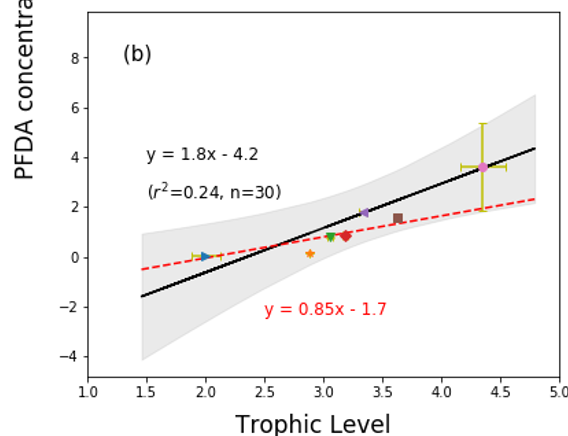 (b)
PFDA concentra
y = 1.8x - 4.2
(r²=0.24, n=30)
y = 0.85x - 1.7
8
6
4
2
0
−2
−4
1.0 1.5 2.0 2.5 3.0 3.5 4.0 4.5 5.0
Trophic Level